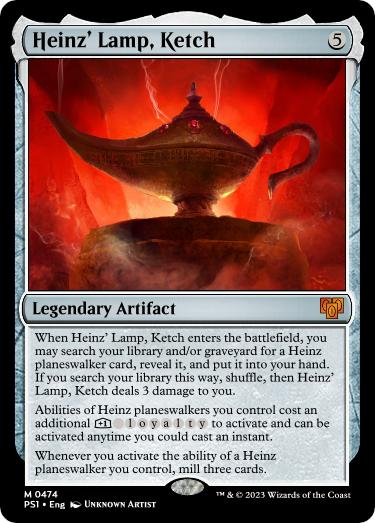 Heinz' Lamp, Ketch 5
Legendary Artifact
When Heinz' Lamp, Ketch enters the battlefield, you
may search your library and/or graveyard for a Heinz
planeswalker card, reveal it, and put it into your hand.
If you search your library this way, shuffle, then Heinz'
Lamp, Ketch deals 3 damage to you.
Abilities of Heinz planeswalkers you control cost an
additional +1 loyalty to activate and can be
activated anytime you could cast an instant.
Whenever you activate the ability of a Heinz
planeswalker you control, mill three cards.
M 0474
PS1 • Eng Unknown Artist
™ & © 2023 Wizards of the Coast